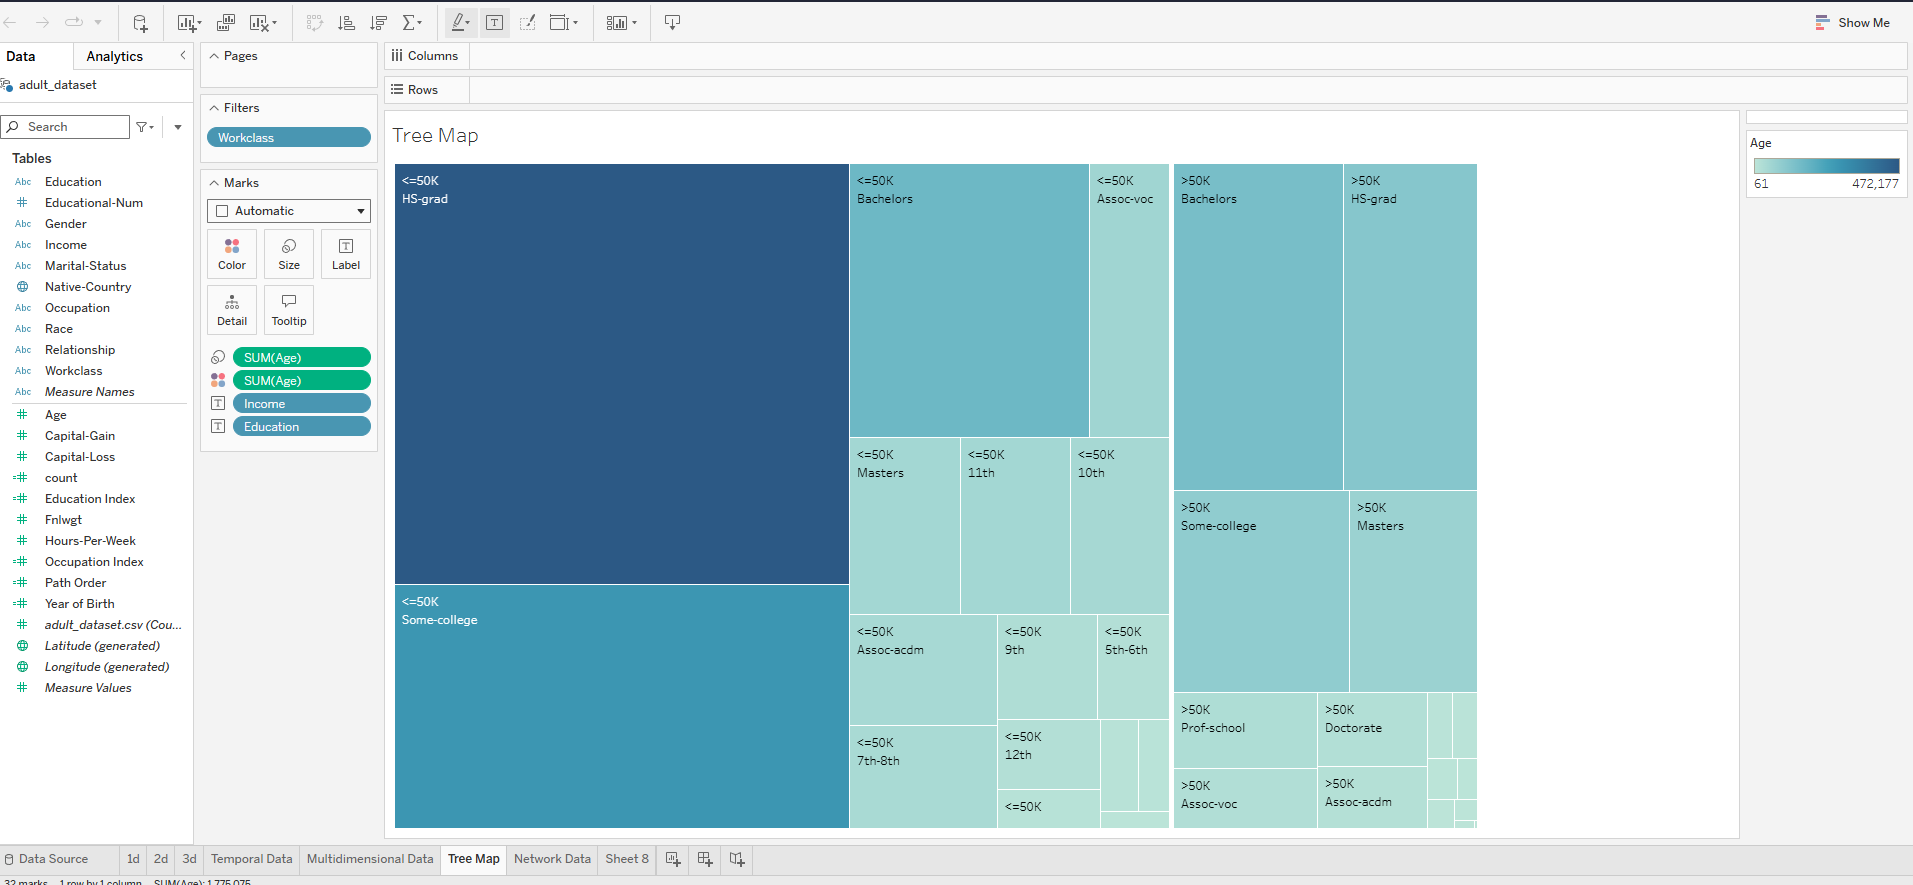 Show Me
Data
Analytics
adult_dataset
Search
Tables
Abc Education
# Educational-Num
Abc Gender
Abc Income
Abc Marital-Status
Native-Country
Abc Occupation
Abc Race
Abc Relationship
Abc Workclass
Abc Measure Names
# Age
# Capital-Gain
# Capital-Loss
=# count
=# Education Index
# Fnlwgt
# Hours-Per-Week
=# Occupation Index
=# Path Order
=# Year of Birth
# adult_dataset.csv (Cou...
Latitude (generated)
Longitude (generated)
# Measure Values
Pages
Filters
Workclass
Marks
Automatic
Color
Size
Label
Detail
Tooltip
SUM(Age)
SUM(Age)
Income
Education
Columns
Rows
Tree Map
<=50K
HS-grad
<=50K
Some-college
<=50K
Bachelors
<=50K
Assoc-voc
<=50K
Masters
<=50K
11th
<=50K
10th
<=50K
Assoc-acdm
<=50K
9th
<=50K
5th-6th
<=50K
7th-8th
<=50K
12th
<=50K
>50K
Bachelors
>50K
HS-grad
>50K
Some-college
>50K
Masters
>50K
Prof-school
>50K
Doctorate
>50K
Assoc-voc
>50K
Assoc-acdm
Age
61
472,177
Data Source
1d
2d
3d
Temporal Data
Multidimensional Data
Tree Map
Network Data
Sheet 8
32 marks
1 row by 1 column
SUM(Age): 1,775,075